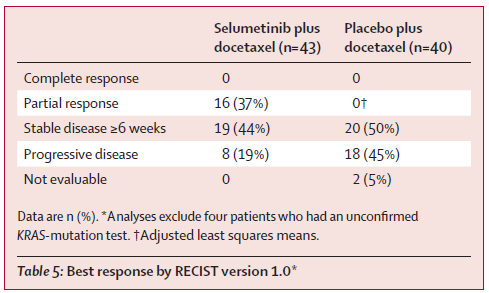 Selumetinib plus docetaxel (n=43) Placebo plus docetaxel (n=40)
Complete response 0 0
Partial response 16 (37%) 0†
Stable disease ≥6 weeks 19 (44%) 20 (50%)
Progressive disease 8 (19%) 18 (45%)
Not evaluable 0 2 (5%)
Data are n (%). *Analyses exclude four patients who had an unconfirmed
KRAS-mutation test. †Adjusted least squares means.
Table 5: Best response by RECIST version 1.0*